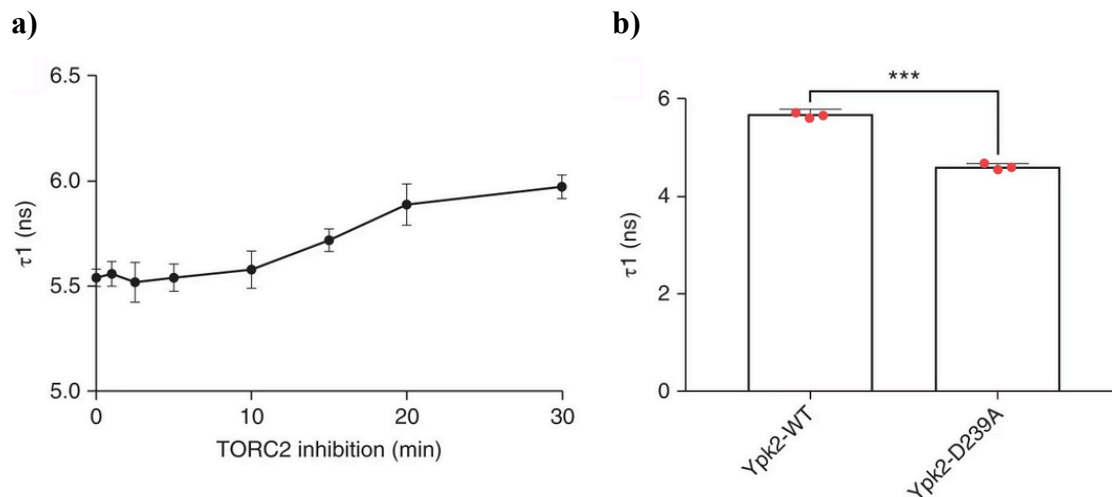 a)
6.5
6.0
5.5
5.0
τ1 (ns)
0
10
20
30
TORC2 inhibition (min)
b)
***
6
4
2
0
τ1 (ns)
Ypk2-WT
Ypk2-D239A